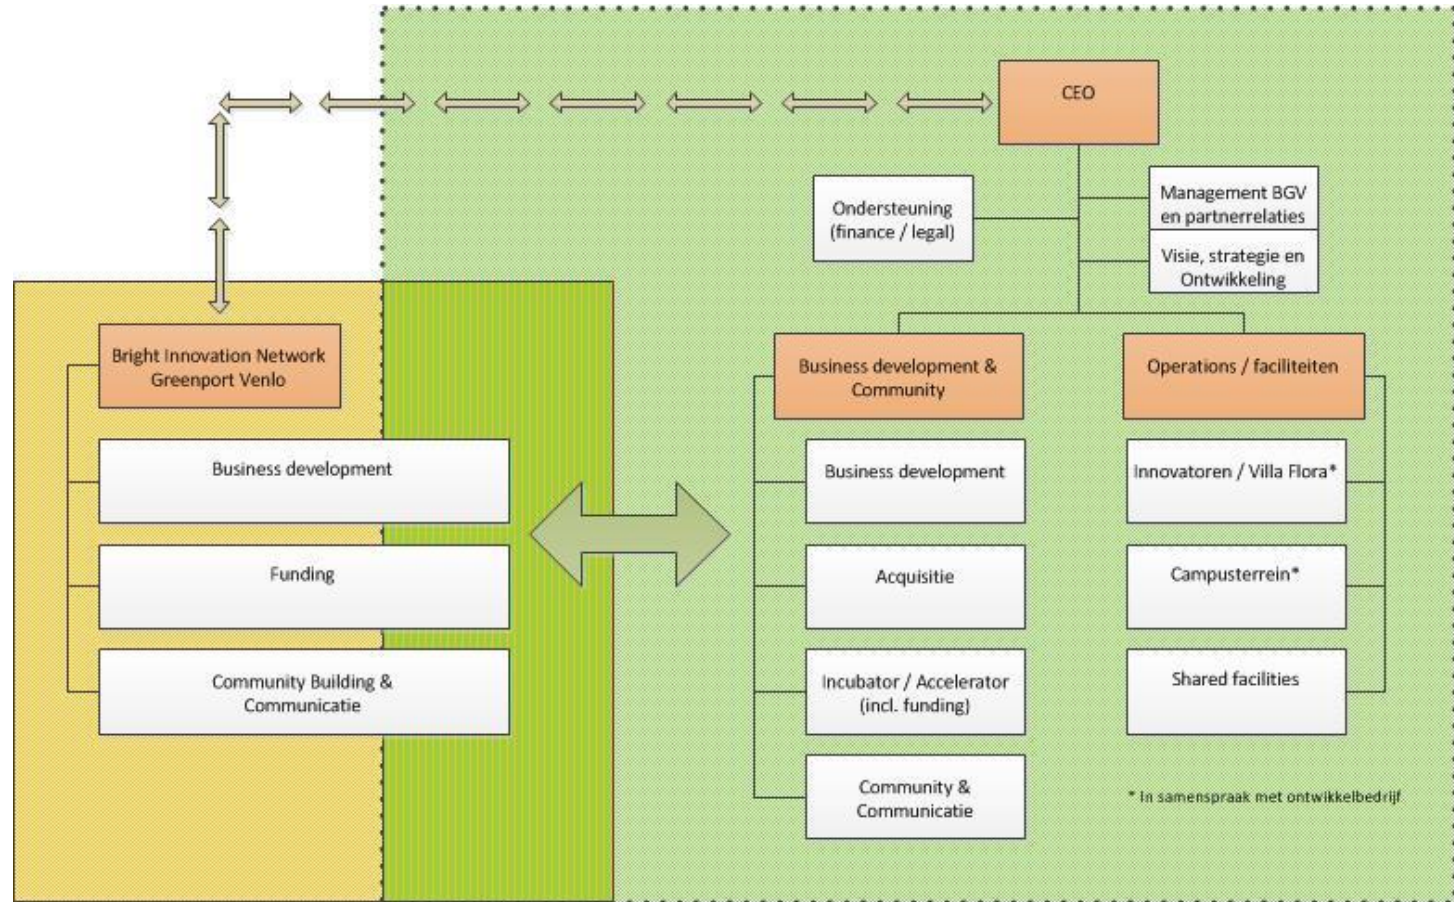 CEO
Ondersteuning
(finance / legal)
Management BGV
en partnerrelaties
Visie, strategie en
Ontwikkeling
Bright Innovation Network
Greenport Venlo
Business development
Funding
Community Building &
Communicatie
Business development &
Community
Business development
Acquisitie
Incubator / Accelerator
(incl. funding)
Community &
Communicatie
Operations / faciliteiten
Innovatoren / Villa Flora*
Campusterrein*
Shared facilities
* In samenspraak met ontwikkelbedrijf